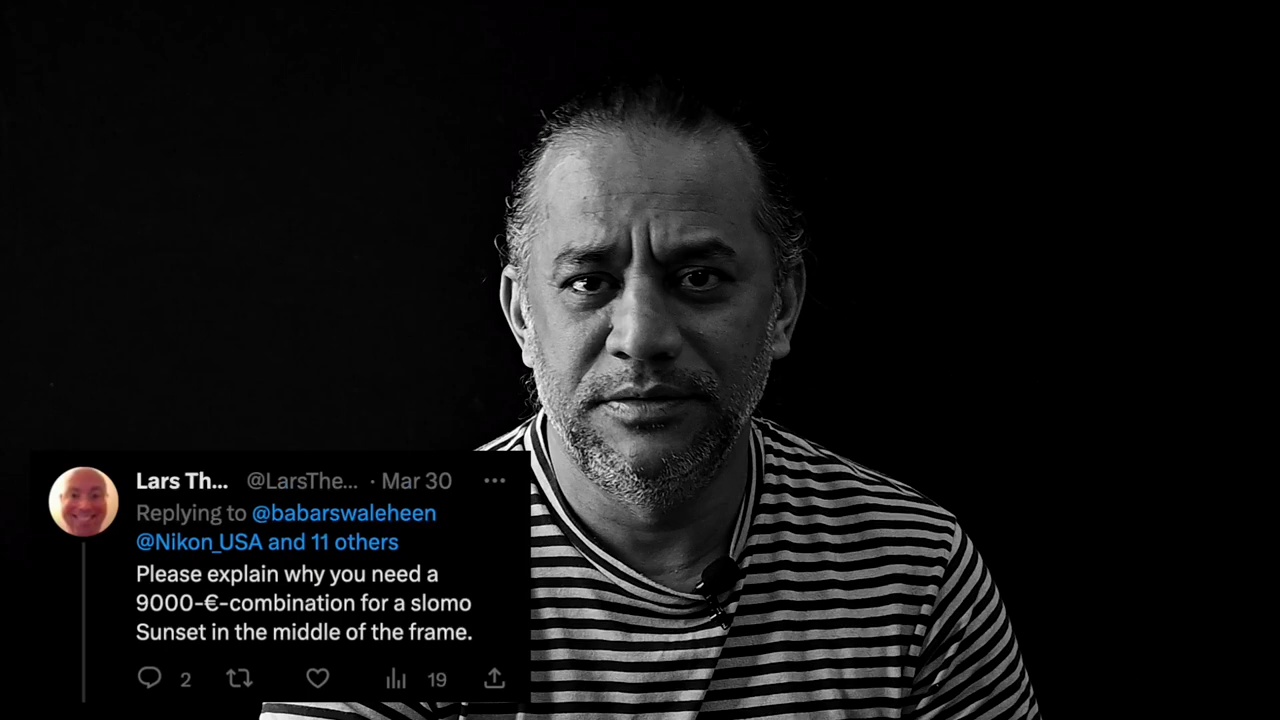 Lars Th... @LarsThe... · Mar 30 ...
Replying to @babarswaleheen
@Nikon_USA and 11 others
Please explain why you need a
9000-€-combination for a slomo
Sunset in the middle of the frame.
2 19